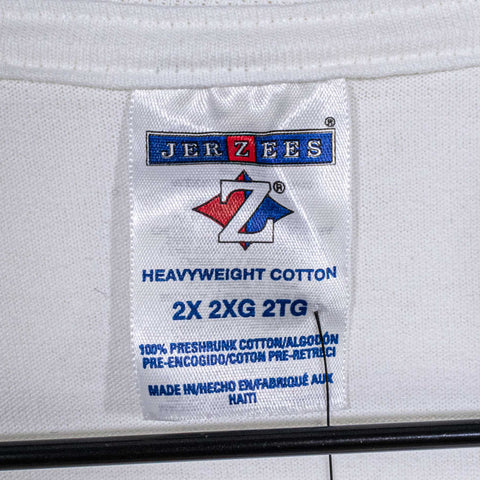 JERZEES®
Z®
HEAVYWEIGHT COTTON
2X 2XG 2TG
100% PRESHRUNK COTTON/ALGODÓN
PRE-ENCOGIDO/COTON PRE-RETRECI
MADE IN/HECHO EN/FABRIQUÉ AUX
HAITI